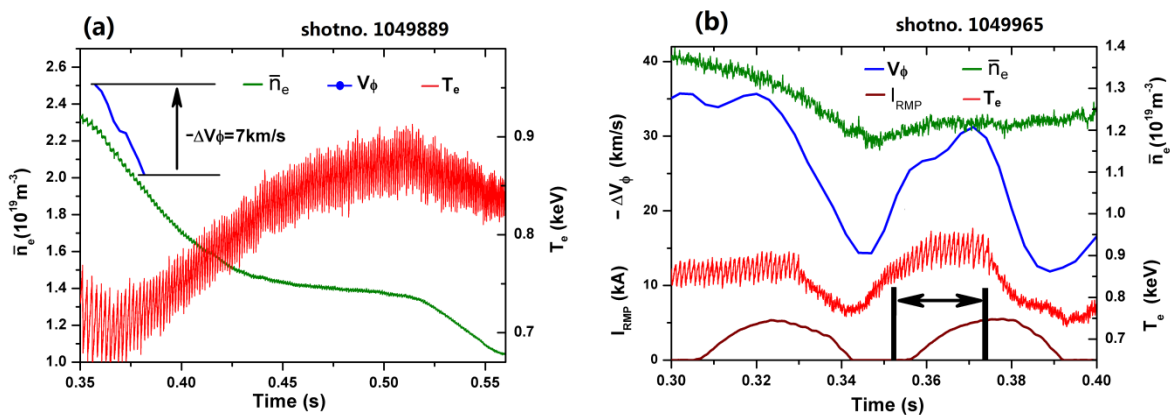 (a) shotno. 1049889
n̄e Vϕ Te
-ΔVϕ=7km/s
n̄e(10¹⁹m⁻³)
2.6
2.4
2.2
2.0
1.8
1.6
1.4
1.2
1.0
0.9
0.8
0.7
Te (keV)
0.35 0.40 0.45 0.50 0.55
Time (s)
(b) shotno. 1049965
Vϕ n̄e
IRMP Te
- ΔVϕ (km/s)
IRMP (kA)
40
35
30
25
20
15
10
5
0
1.4
1.3
1.2
1.1
1.0
0.9
0.8
0.7
n̄e(10¹⁹m⁻³)
Te (keV)
0.30 0.32 0.34 0.36 0.38 0.40
Time (s)